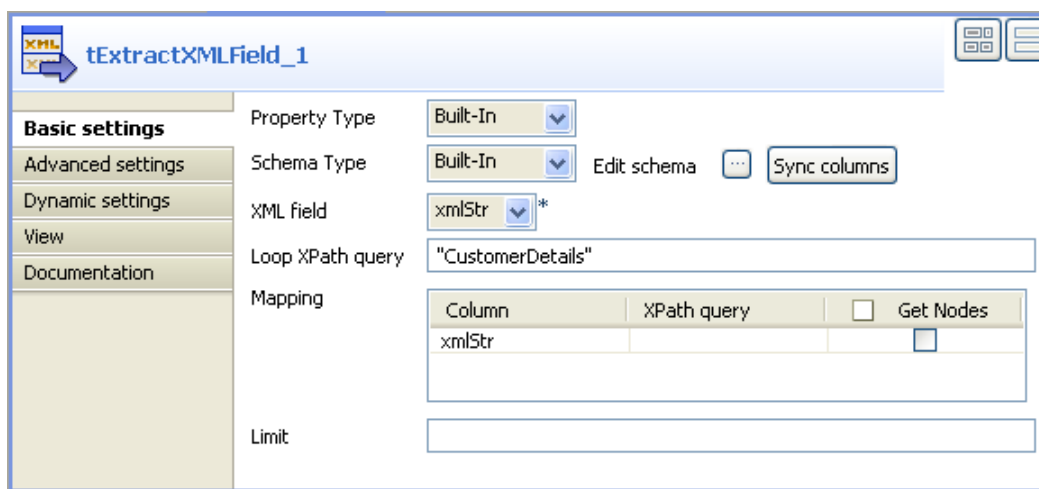 XML
tExtractXMLField_1
Basic settings
Advanced settings
Dynamic settings
View
Documentation
Property Type Built-In
Schema Type Built-In Edit schema ... Sync columns
XML field xmlStr *
Loop XPath query "CustomerDetails"
Mapping
Column XPath query Get Nodes
xmlStr
Limit